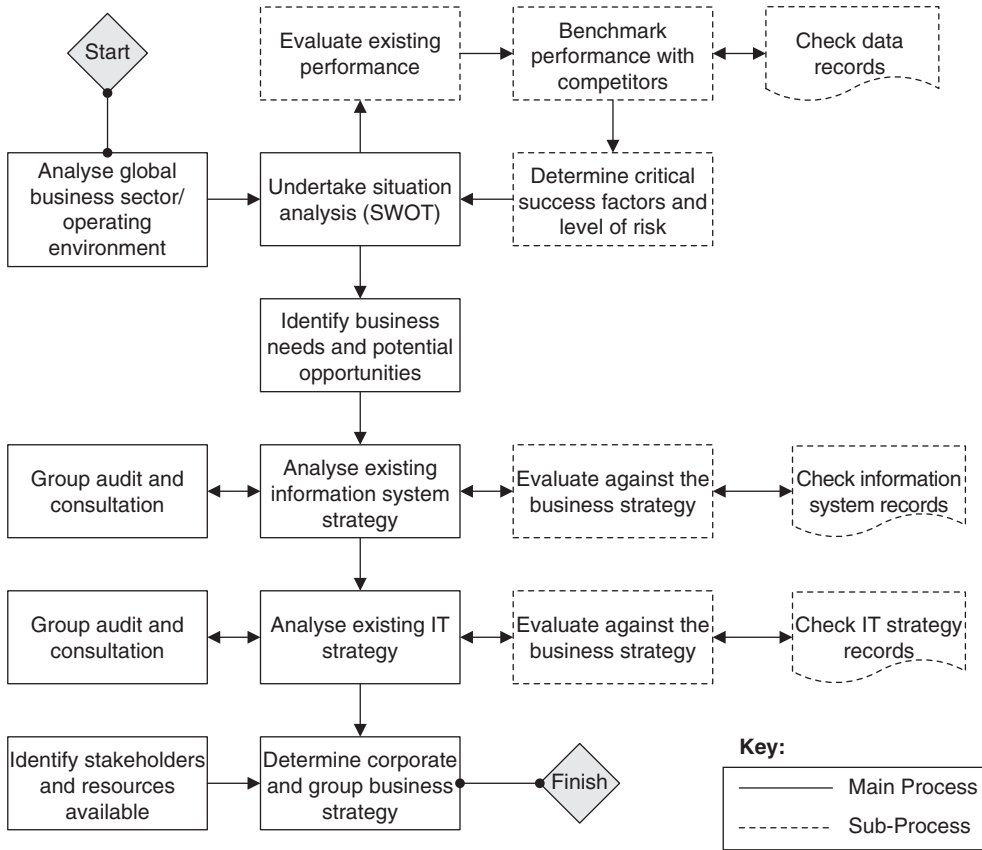 Start
Evaluate existing
performance
Benchmark
performance with
competitors
Check data
records
Analyse global
business sector/
operating
environment
Undertake situation
analysis (SWOT)
Determine critical
success factors and
level of risk
Identify business
needs and potential
opportunities
Group audit and
consultation
Analyse existing
information system
strategy
Evaluate against the
business strategy
Check information
system records
Group audit and
consultation
Analyse existing IT
strategy
Evaluate against the
business strategy
Check IT strategy
records
Identify stakeholders
and resources
available
Determine corporate
and group business
strategy
Finish
Key:
Main Process
Sub-Process